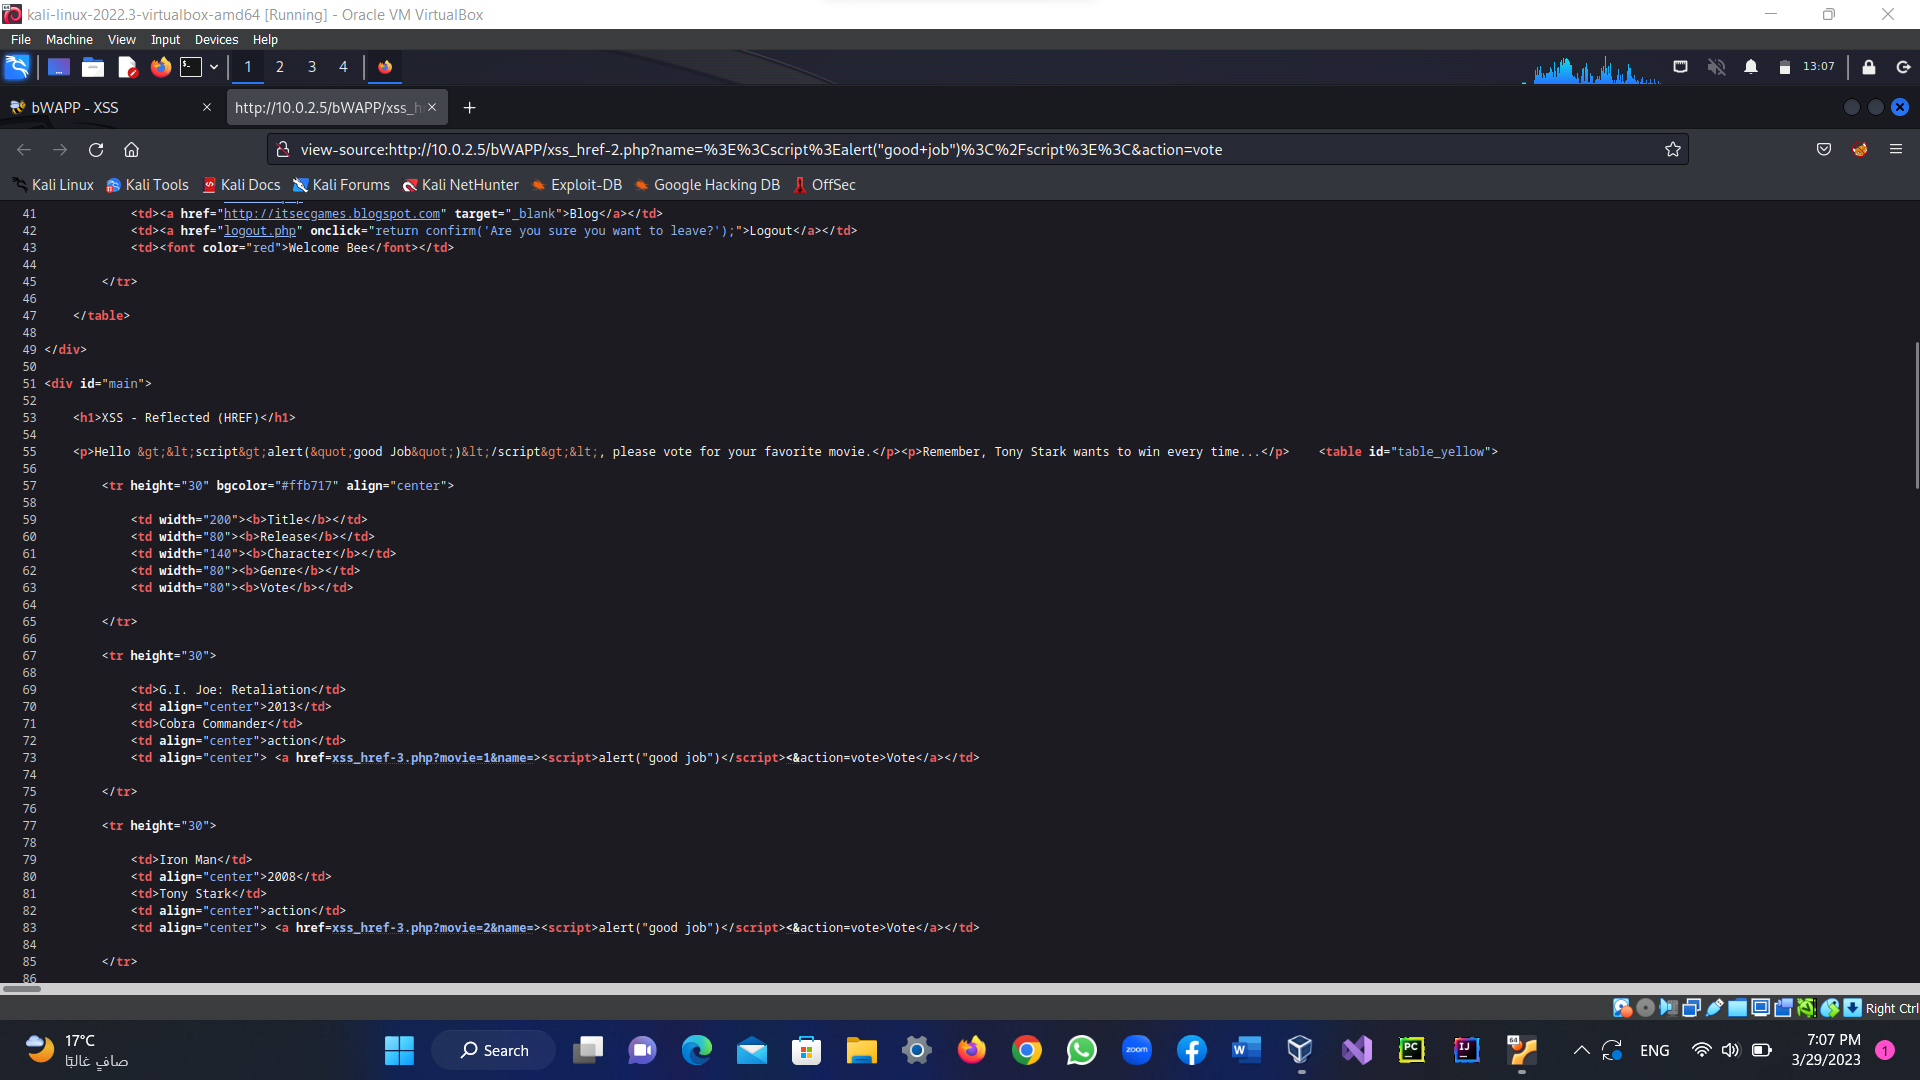 kali-linux-2022.3-virtualbox-amd64 [Running] - Oracle VM VirtualBox
File Machine View Input Devices Help
1 2 3 4 13:07
bWAPP - XSS
http://10.0.2.5/bWAPP/xss_h
view-source:http://10.0.2.5/bWAPP/xss_href-2.php?name=%3E%3Cscript%3Ealert("good+job")%3C%2Fscript%3E%3C&action=vote
Kali Linux Kali Tools Kali Docs Kali Forums Kali NetHunter Exploit-DB Google Hacking DB OffSec
41 <td><a href="http://itsecgames.blogspot.com" target="_blank">Blog</a></td>
42 <td><a href="logout.php" onclick="return confirm('Are you sure you want to leave?');">Logout</a></td>
43 <td><font color="red">Welcome Bee</font></td>
44
45 </tr>
46
47 </table>
48
49 </div>
50
51 <div id="main">
52
53 <h1>XSS - Reflected (HREF)</h1>
54
55 <p>Hello &gt;&lt;script&gt;alert(&quot;good Job&quot;)&lt;/script&gt;&lt;, please vote for your favorite movie.</p><p>Remember, Tony Stark wants to win every time...</p> <table id="table_yellow">
56
57 <tr height="30" bgcolor="#ffb717" align="center">
58
59 <td width="200"><b>Title</b></td>
60 <td width="80"><b>Release</b></td>
61 <td width="140"><b>Character</b></td>
62 <td width="80"><b>Genre</b></td>
63 <td width="80"><b>Vote</b></td>
64
65 </tr>
66
67 <tr height="30">
68
69 <td>G.I. Joe: Retaliation</td>
70 <td align="center">2013</td>
71 <td>Cobra Commander</td>
72 <td align="center">action</td>
73 <td align="center"> <a href=xss_href-3.php?movie=1&name=><script>alert("good job")</script><&action=vote>Vote</a></td>
74
75 </tr>
76
77 <tr height="30">
78
79 <td>Iron Man</td>
80 <td align="center">2008</td>
81 <td>Tony Stark</td>
82 <td align="center">action</td>
83 <td align="center"> <a href=xss_href-3.php?movie=2&name=><script>alert("good job")</script><&action=vote>Vote</a></td>
84
85 </tr>
86
Right Ctrl
17°C
صافٍ غالبًا
Search
zoom
ENG
7:07 PM
3/29/2023
1